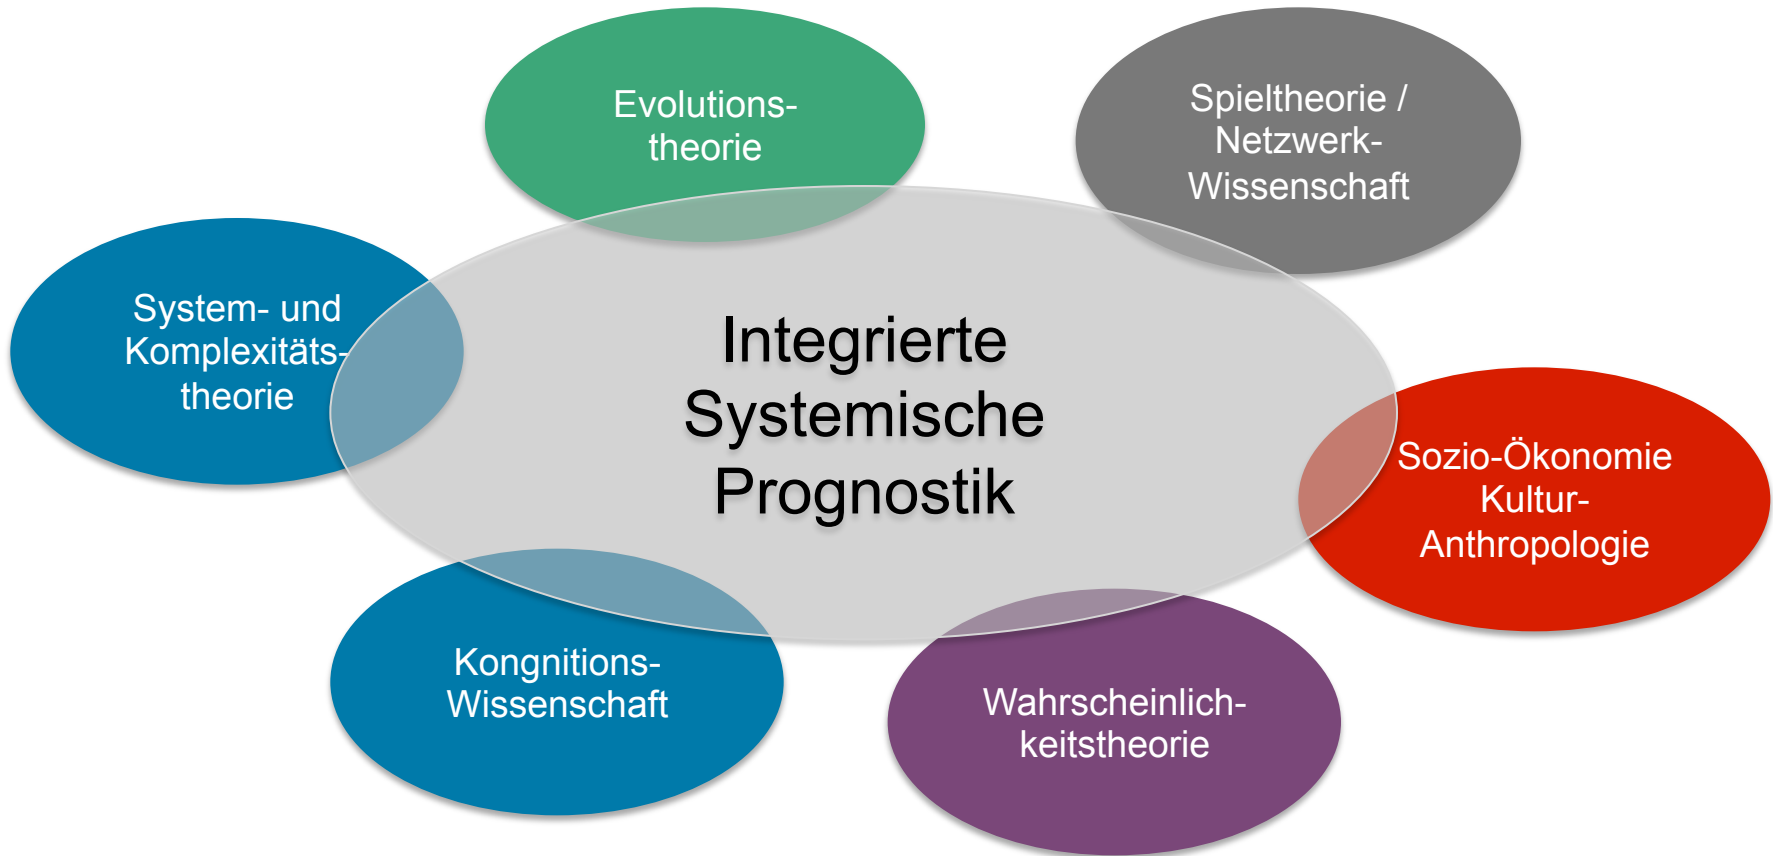 Evolutions-
theorie
Spieltheorie /
Netzwerk-
Wissenschaft
System- und
Komplexitäts-
theorie
Integrierte
Systemische
Prognostik
Sozio-Ökonomie
Kultur-
Anthropologie
Kongnitions-
Wissenschaft
Wahrscheinlich-
keitstheorie